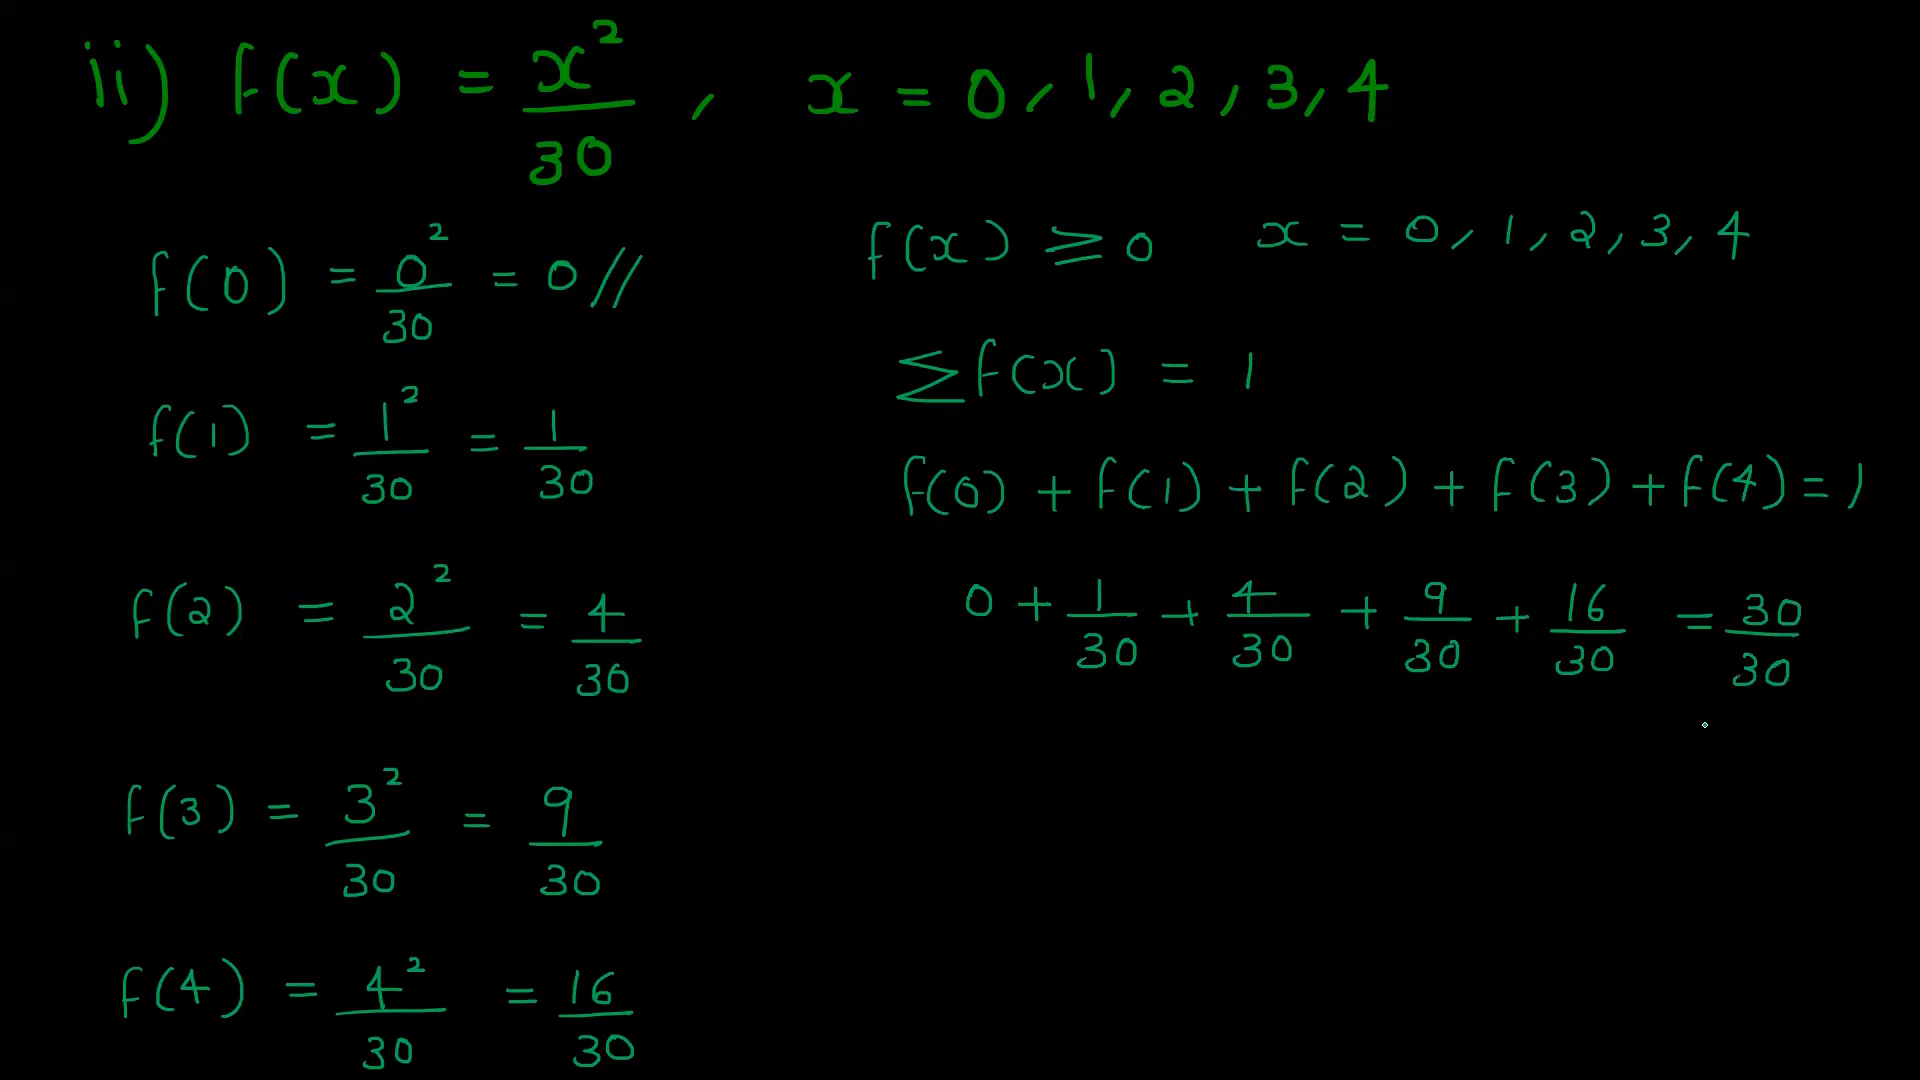 ii) f(x) = x²/30 , x = 0, 1, 2, 3, 4
f(0) = 0²/30 = 0 //
f(1) = 1²/30 = 1/30
f(2) = 2²/30 = 4/30
f(3) = 3²/30 = 9/30
f(4) = 4²/30 = 16/30
f(x) ≥ 0 x = 0, 1, 2, 3, 4
∑f(x) = 1
f(0) + f(1) + f(2) + f(3) + f(4) = 1
0 + 1/30 + 4/30 + 9/30 + 16/30 = 30/30